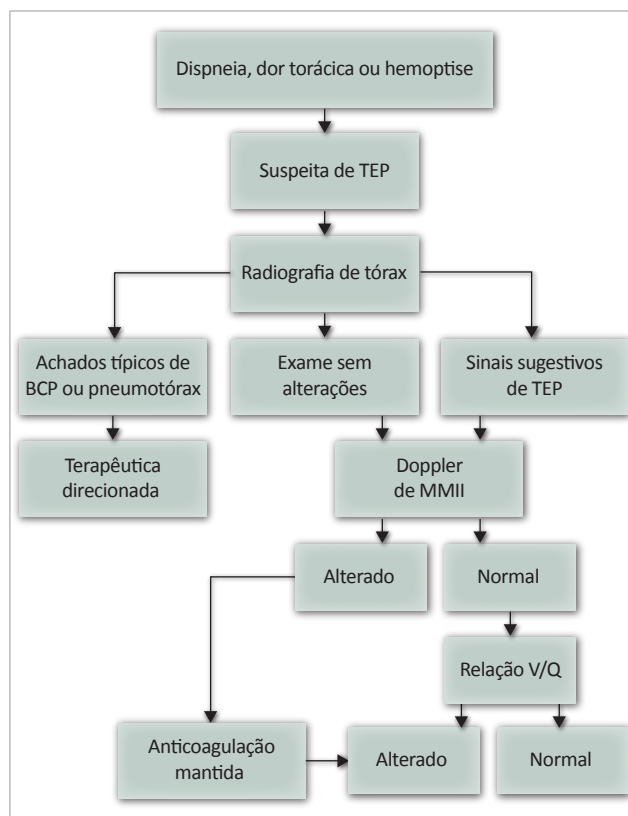 Dispneia, dor torácica ou hemoptise
Suspeita de TEP
Radiografia de tórax
Achados típicos de
BCP ou pneumotórax
Exame sem
alterações
Sinais sugestivos
de TEP
Terapêutica
direcionada
Doppler
de MMII
Alterado
Normal
Relação V/Q
Anticoagulação
mantida
Alterado
Normal